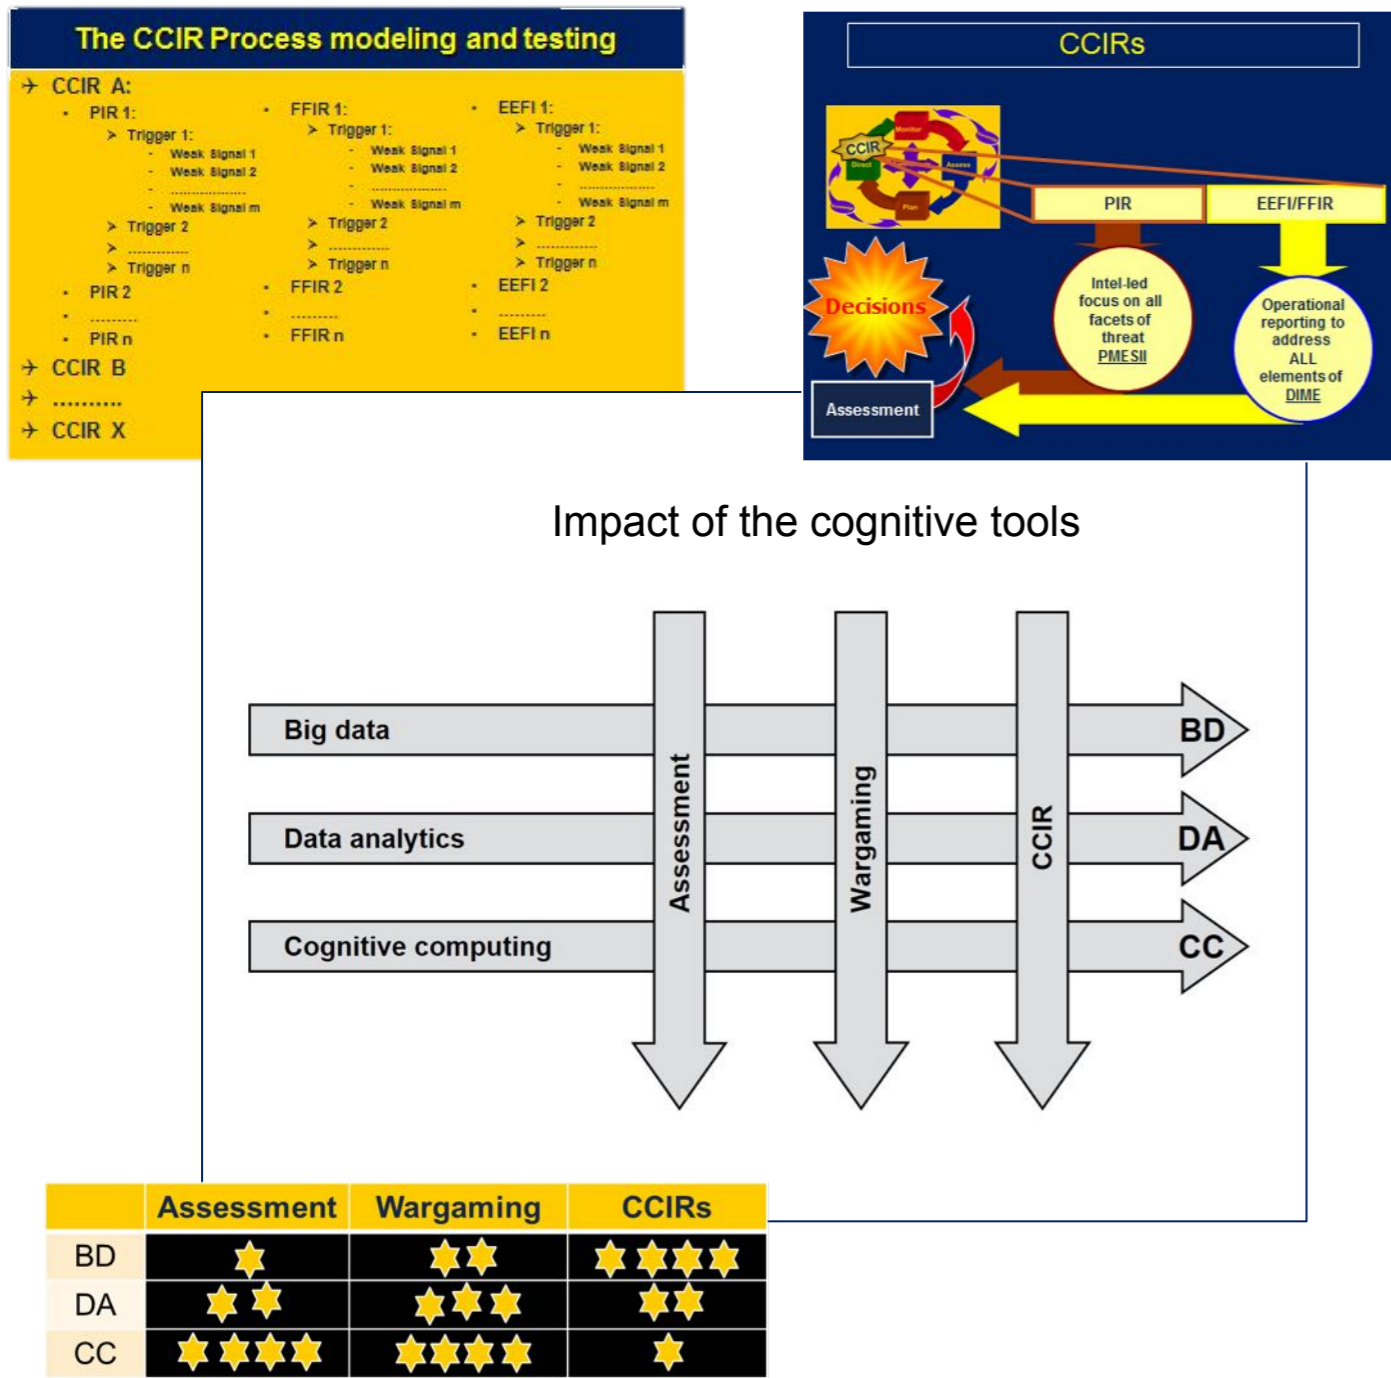 The CCIR Process modeling and testing
CCIR A:
PIR 1:
Trigger 1:
Weak Signal 1
Weak Signal 2
....................
Weak Signal m
Trigger 2
..............
Trigger n
PIR 2
..........
PIR n
FFIR 1:
Trigger 1:
Weak Signal 1
Weak Signal 2
....................
Weak Signal m
Trigger 2
..............
Trigger n
FFIR 2
..........
FFIR n
EEFI 1:
Trigger 1:
Weak Signal 1
Weak Signal 2
....................
Weak Signal m
Trigger 2
..............
Trigger n
EEFI 2
..........
EEFI n
CCIR B
..........
CCIR X
CCIRs
Monitor
CCIR
Direct
Assess
Plan
PIR
EEFI/FFIR
Decisions
Intel-led
focus on all
facets of
threat
PMESII
Operational
reporting to
address
ALL
elements of
DIME
Assessment
Impact of the cognitive tools
Big data
BD
Data analytics
DA
Cognitive computing
CC
Assessment
Wargaming
CCIR
Assessment Wargaming CCIRs
BD
DA
CC